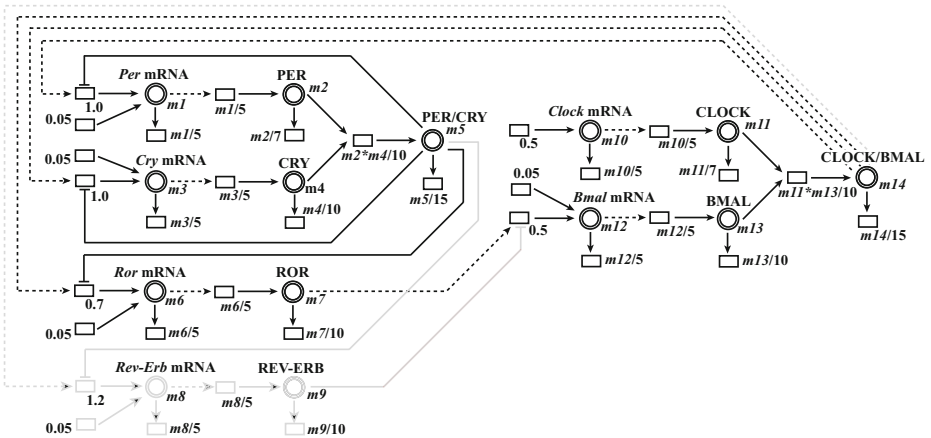 Per mRNA
m1
1.0
0.05
m1/5
m1/5
PER
m2
m2/7
PER/CRY
m5
m2*m4/10
m5/15
0.05
Cry mRNA
m3
1.0
m3/5
m3/5
CRY
m4
m4/10
Ror mRNA
m6
0.7
0.05
m6/5
m6/5
ROR
m7
m7/10
Rev-Erb mRNA
m8
1.2
0.05
m8/5
m8/5
REV-ERB
m9
m9/10
Clock mRNA
m10
0.5
m10/5
m10/5
CLOCK
m11
m11/7
0.05
Bmal mRNA
m12
0.5
m12/5
m12/5
BMAL
m13
m13/10
CLOCK/BMAL
m11*m13/10
m14
m14/15